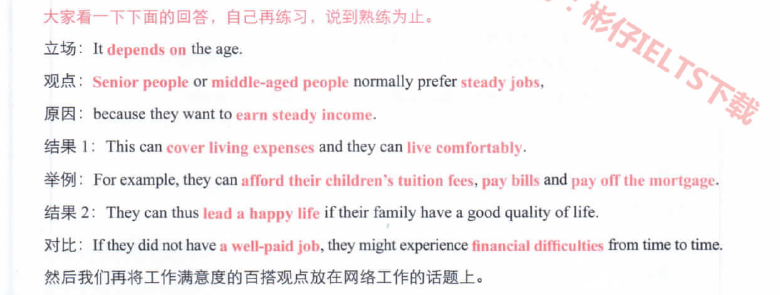 大家看一下下面的回答，自己再练习，说到熟练为止。
：彬仔IELTS下载
立场：It depends on the age.
观点：Senior people or middle-aged people normally prefer steady jobs,
原因：because they want to earn steady income.
结果 1：This can cover living expenses and they can live comfortably.
举例：For example, they can afford their children's tuition fees, pay bills and pay off the mortgage.
结果 2：They can thus lead a happy life if their family have a good quality of life.
对比：If they did not have a well-paid job, they might experience financial difficulties from time to time.
然后我们再将工作满意度的百搭观点放在网络工作的话题上。